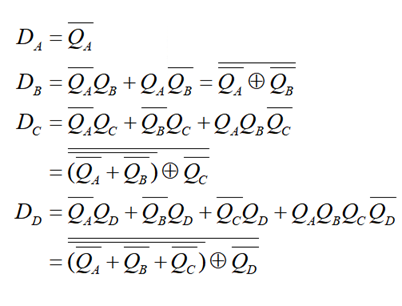 $D_A = \overline{Q_A}$
$D_B = \overline{Q_A}Q_B + Q_A\overline{Q_B} = \overline{\overline{\overline{Q_A} \oplus \overline{Q_B}}}$
$D_C = \overline{Q_A}Q_C + \overline{Q_B}Q_C + Q_AQ_B\overline{Q_C}$
$= \overline{\overline{(\overline{Q_A} + \overline{Q_B}) \oplus \overline{Q_C}}}$
$D_D = \overline{Q_A}Q_D + \overline{Q_B}Q_D + \overline{Q_C}Q_D + Q_AQ_BQ_C\overline{Q_D}$
$= \overline{\overline{(\overline{Q_A} + \overline{Q_B} + \overline{Q_C}) \oplus \overline{Q_D}}}$